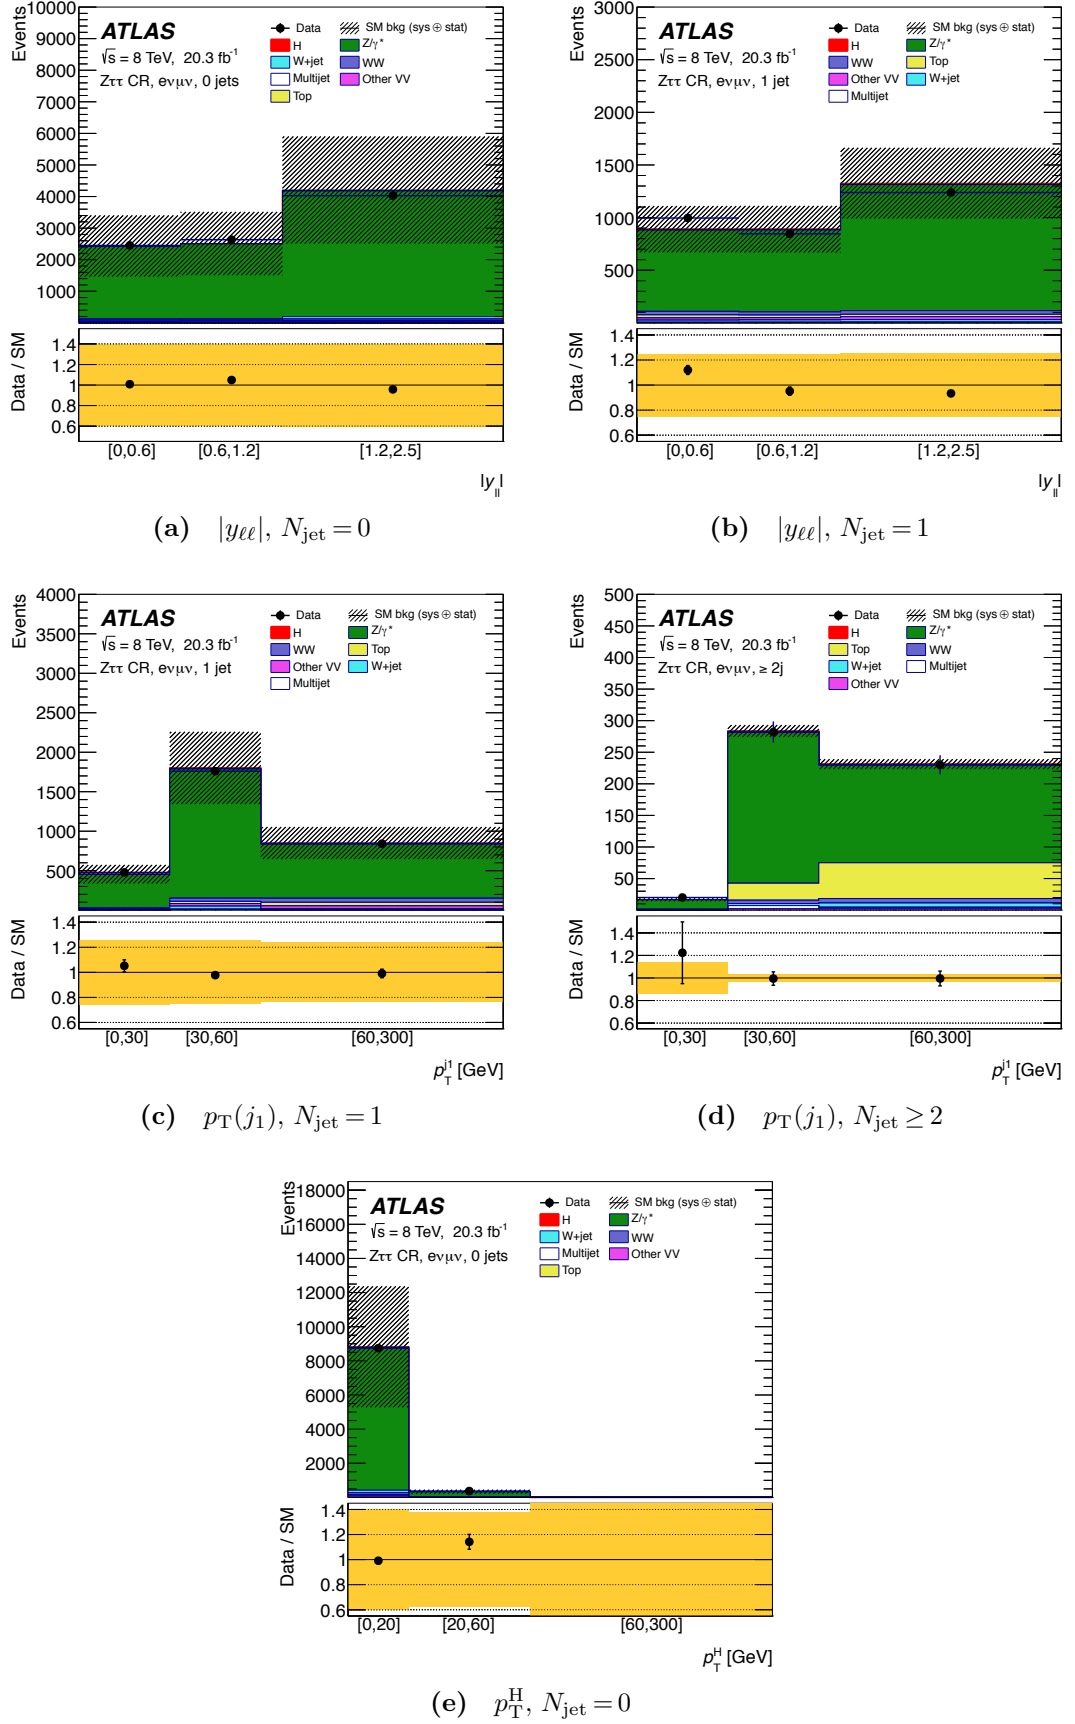 Events
10000
9000
8000
7000
6000
5000
4000
3000
2000
1000
ATLAS
√s = 8 TeV, 20.3 fb⁻¹
Zττ CR, eνμν, 0 jets
Data
SM bkg (sys ⊕ stat)
H
Z/γ*
W+jet
WW
Multijet
Other VV
Top
Data / SM
1.4
1.2
1
0.8
0.6
[0,0.6] [0.6,1.2] [1.2,2.5]
|y_ll|
(a) |y_ℓℓ|, N_jet = 0
Events
3000
2500
2000
1500
1000
500
ATLAS
√s = 8 TeV, 20.3 fb⁻¹
Zττ CR, eνμν, 1 jet
Data
SM bkg (sys ⊕ stat)
H
Z/γ*
WW
Top
Other VV
W+jet
Multijet
Data / SM
1.4
1.2
1
0.8
0.6
[0,0.6] [0.6,1.2] [1.2,2.5]
|y_ll|
(b) |y_ℓℓ|, N_jet = 1
Events
4000
3500
3000
2500
2000
1500
1000
500
ATLAS
√s = 8 TeV, 20.3 fb⁻¹
Zττ CR, eνμν, 1 jet
Data
SM bkg (sys ⊕ stat)
H
Z/γ*
WW
Top
Other VV
W+jet
Multijet
Data / SM
1.4
1.2
1
0.8
0.6
[0,30] [30,60] [60,300]
p_T^j1 [GeV]
(c) p_T(j₁), N_jet = 1
Events
500
450
400
350
300
250
200
150
100
50
ATLAS
√s = 8 TeV, 20.3 fb⁻¹
Zττ CR, eνμν, ≥ 2j
Data
SM bkg (sys ⊕ stat)
H
Z/γ*
Top
WW
W+jet
Multijet
Other VV
Data / SM
1.4
1.2
1
0.8
0.6
[0,30] [30,60] [60,300]
p_T^j1 [GeV]
(d) p_T(j₁), N_jet ≥ 2
Events
18000
16000
14000
12000
10000
8000
6000
4000
2000
ATLAS
√s = 8 TeV, 20.3 fb⁻¹
Zττ CR, eνμν, 0 jets
Data
SM bkg (sys ⊕ stat)
H
Z/γ*
W+jet
WW
Multijet
Other VV
Top
Data / SM
1.4
1.2
1
0.8
0.6
[0,20] [20,60] [60,300]
p_T^H [GeV]
(e) p_T^H, N_jet = 0